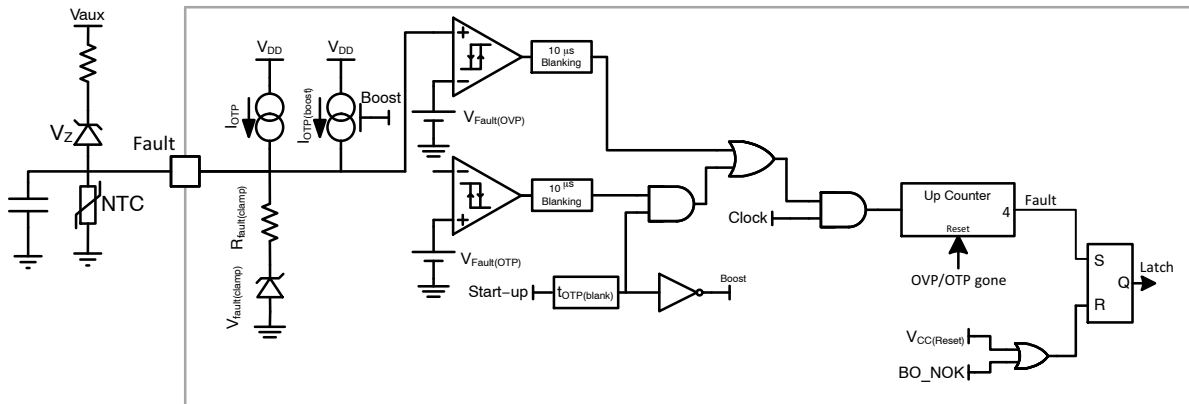 Vaux
VZ
NTC
Fault
VDD
IOTP
VDD
IOTP(boost)
Boost
Rfault(clamp)
Vfault(clamp)
+
−
10 μs
Blanking
VFault(OVP)
−
+
10 μs
Blanking
VFault(OTP)
Start−up
tOTP(blank)
Boost
Clock
Up Counter
4
Reset
Fault
OVP/OTP gone
S
Q
R
Latch
VCC(Reset)
BO_NOK